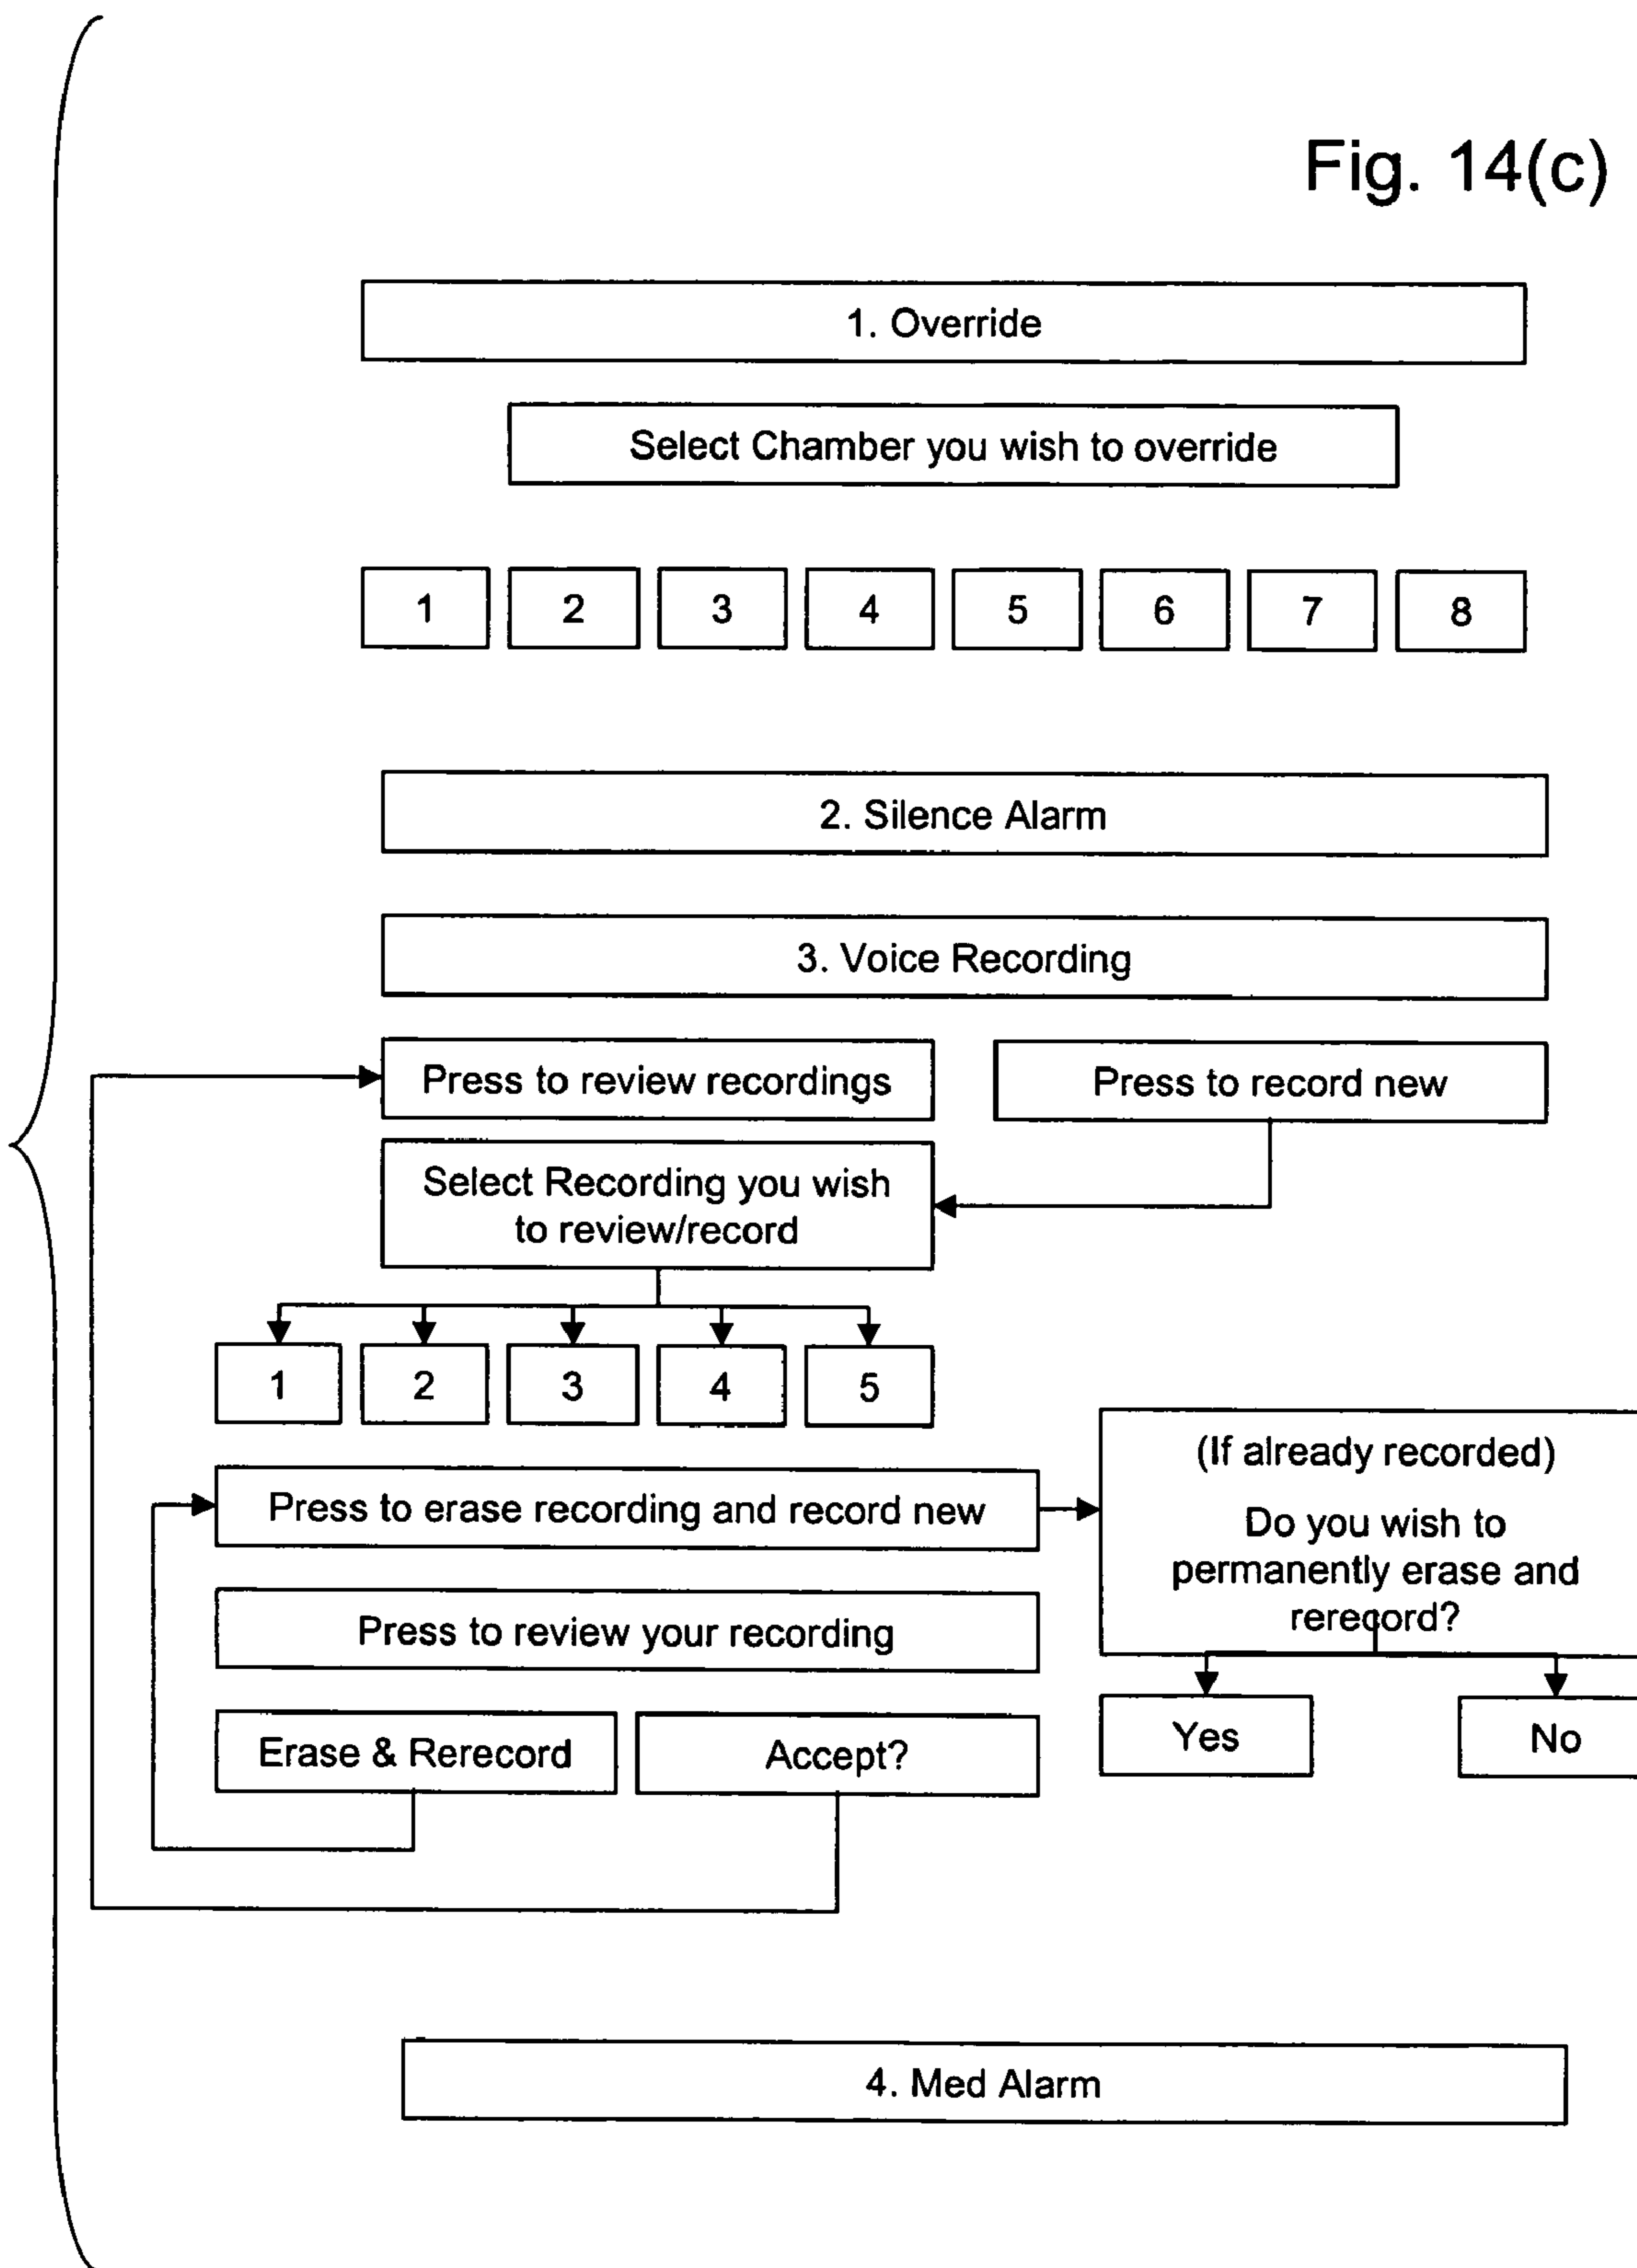 Fig. 14(c)
1. Override
Select Chamber you wish to override
1 2 3 4 5 6 7 8
2. Silence Alarm
3. Voice Recording
Press to review recordings
Press to record new
Select Recording you wish
to review/record
1 2 3 4 5
(If already recorded)
Do you wish to
permanently erase and
rerecord?
Press to erase recording and record new
Press to review your recording
Yes
No
Erase & Rerecord
Accept?
4. Med Alarm